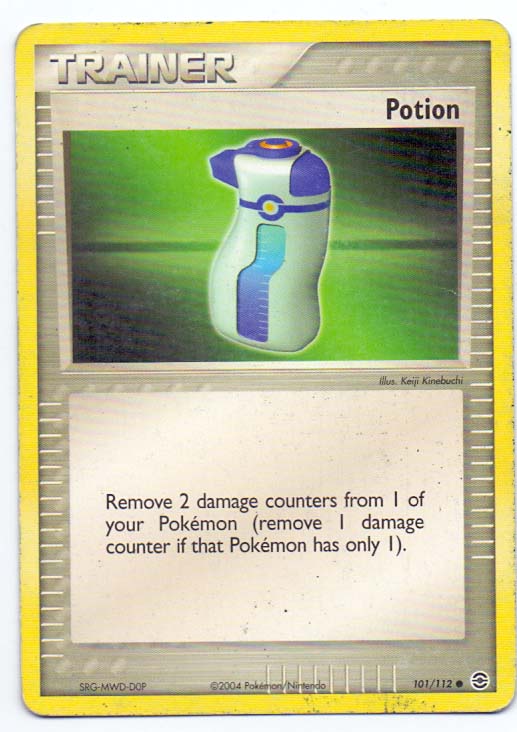 TRAINER
Potion
Illus. Keiji Kinebuchi
Remove 2 damage counters from 1 of
your Pokémon (remove 1 damage
counter if that Pokémon has only 1).
SRG-MWD-D0P ©2004 Pokémon/Nintendo 101/112